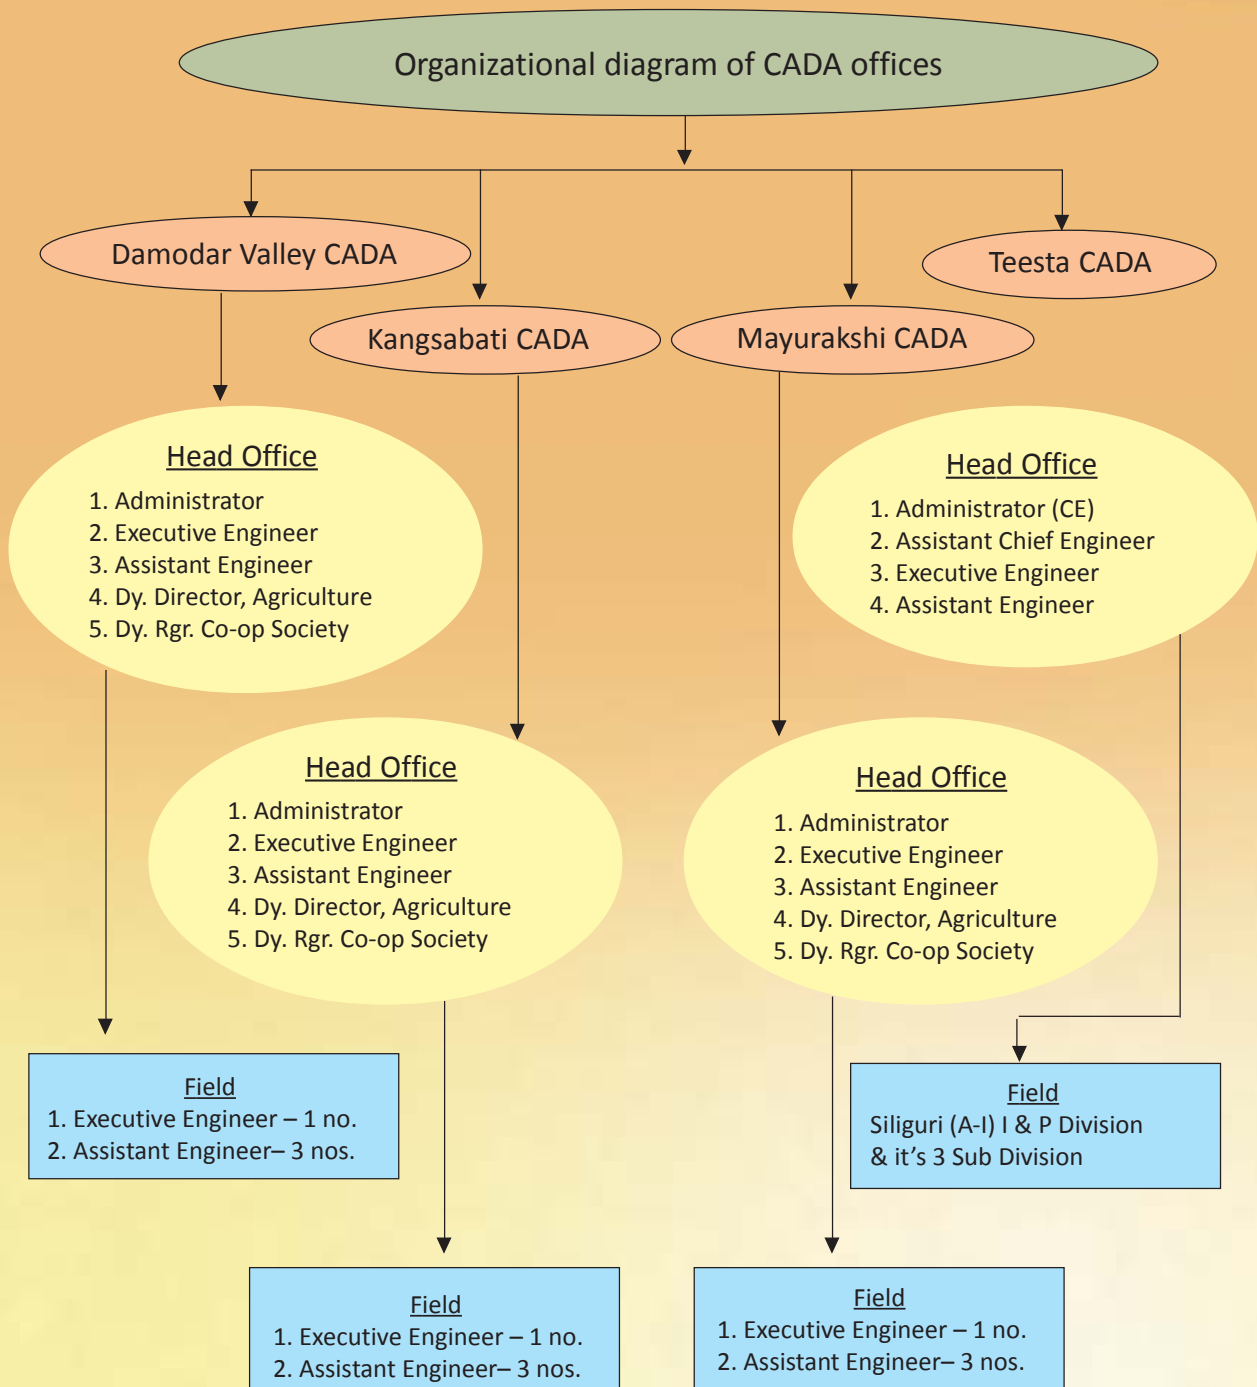 Organizational diagram of CADA offices
Damodar Valley CADA
Teesta CADA
Kangsabati CADA
Mayurakshi CADA
Head Office
1. Administrator
2. Executive Engineer
3. Assistant Engineer
4. Dy. Director, Agriculture
5. Dy. Rgr. Co-op Society
Head Office
1. Administrator (CE)
2. Assistant Chief Engineer
3. Executive Engineer
4. Assistant Engineer
Head Office
1. Administrator
2. Executive Engineer
3. Assistant Engineer
4. Dy. Director, Agriculture
5. Dy. Rgr. Co-op Society
Head Office
1. Administrator
2. Executive Engineer
3. Assistant Engineer
4. Dy. Director, Agriculture
5. Dy. Rgr. Co-op Society
Field
1. Executive Engineer – 1 no.
2. Assistant Engineer– 3 nos.
Field
Siliguri (A-I) I & P Division
& it’s 3 Sub Division
Field
1. Executive Engineer – 1 no.
2. Assistant Engineer– 3 nos.
Field
1. Executive Engineer – 1 no.
2. Assistant Engineer– 3 nos.